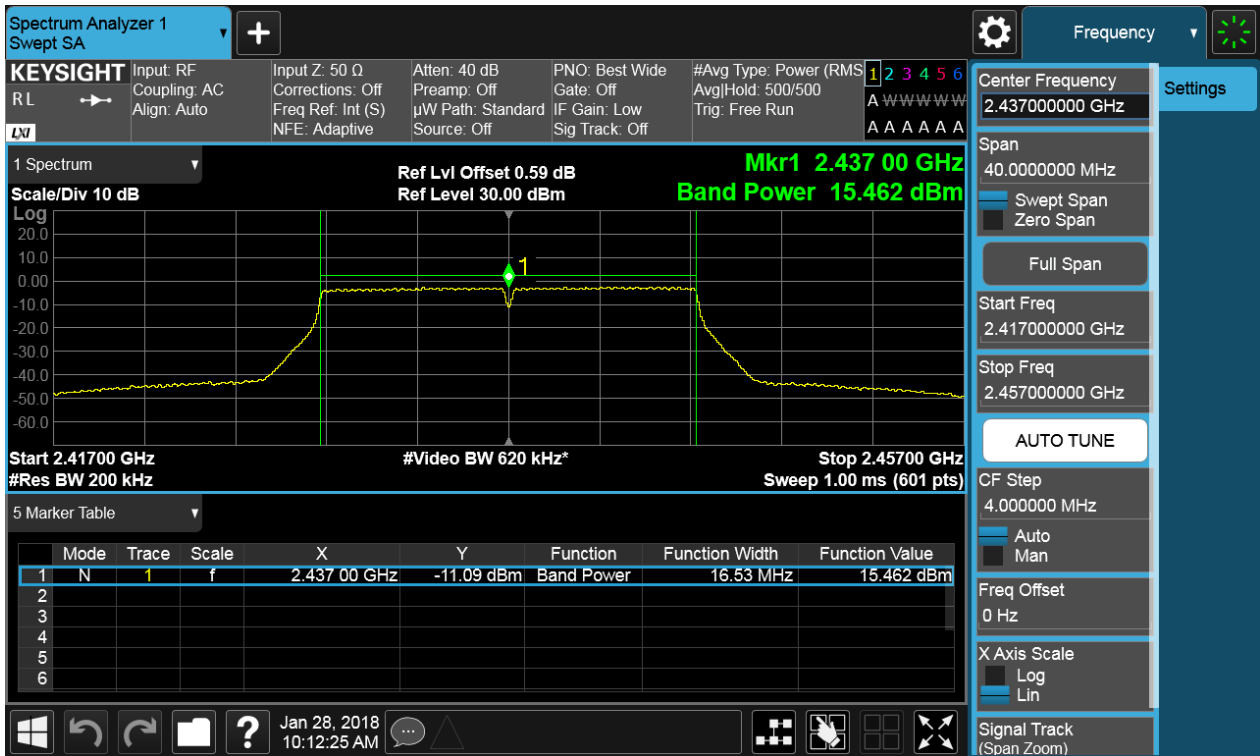 Spectrum Analyzer 1
Swept SA
Frequency
KEYSIGHT
R L
LXI
Input: RF
Coupling: AC
Align: Auto
Input Z: 50 Ω
Corrections: Off
Freq Ref: Int (S)
NFE: Adaptive
Atten: 40 dB
Preamp: Off
µW Path: Standard
Source: Off
PNO: Best Wide
Gate: Off
IF Gain: Low
Sig Track: Off
#Avg Type: Power (RMS
Avg|Hold: 500/500
Trig: Free Run
1 2 3 4 5 6
A W W W W W
A A A A A A
1 Spectrum
Scale/Div 10 dB
Ref Lvl Offset 0.59 dB
Ref Level 30.00 dBm
Mkr1 2.437 00 GHz
Band Power 15.462 dBm
Log
20.0
10.0
0.00
-10.0
-20.0
-30.0
-40.0
-50.0
-60.0
1
Start 2.41700 GHz
#Res BW 200 kHz
#Video BW 620 kHz*
Stop 2.45700 GHz
Sweep 1.00 ms (601 pts)
5 Marker Table
Mode Trace Scale X Y Function Function Width Function Value
1 N 1 f 2.437 00 GHz -11.09 dBm Band Power 16.53 MHz 15.462 dBm
2
3
4
5
6
Jan 28, 2018
10:12:25 AM
Center Frequency
2.437000000 GHz
Span
40.0000000 MHz
Swept Span
Zero Span
Full Span
Start Freq
2.417000000 GHz
Stop Freq
2.457000000 GHz
AUTO TUNE
CF Step
4.000000 MHz
Auto
Man
Freq Offset
0 Hz
X Axis Scale
Log
Lin
Signal Track
(Span Zoom)
Settings